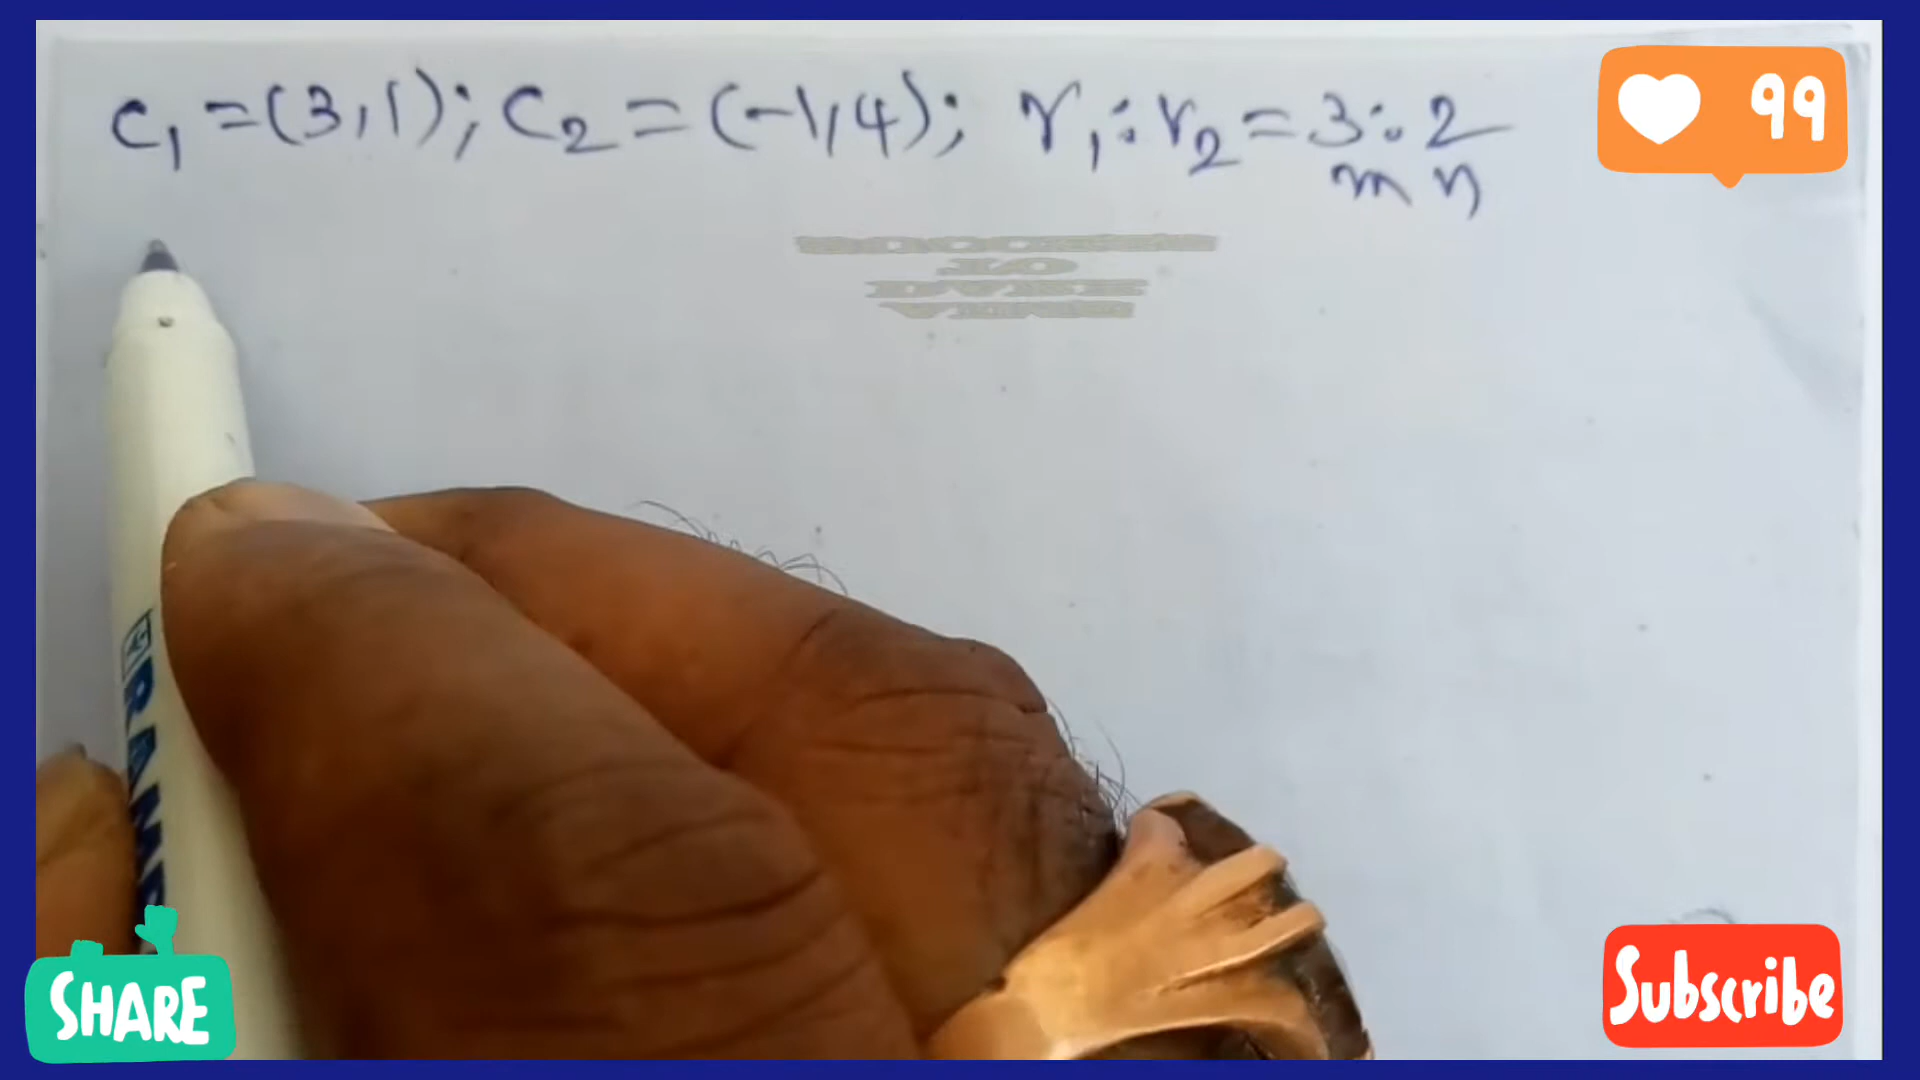 C₁ = (3,1); C₂ = (-1,4); r₁:r₂ = 3:2
m n
99
SHARE
Subscribe